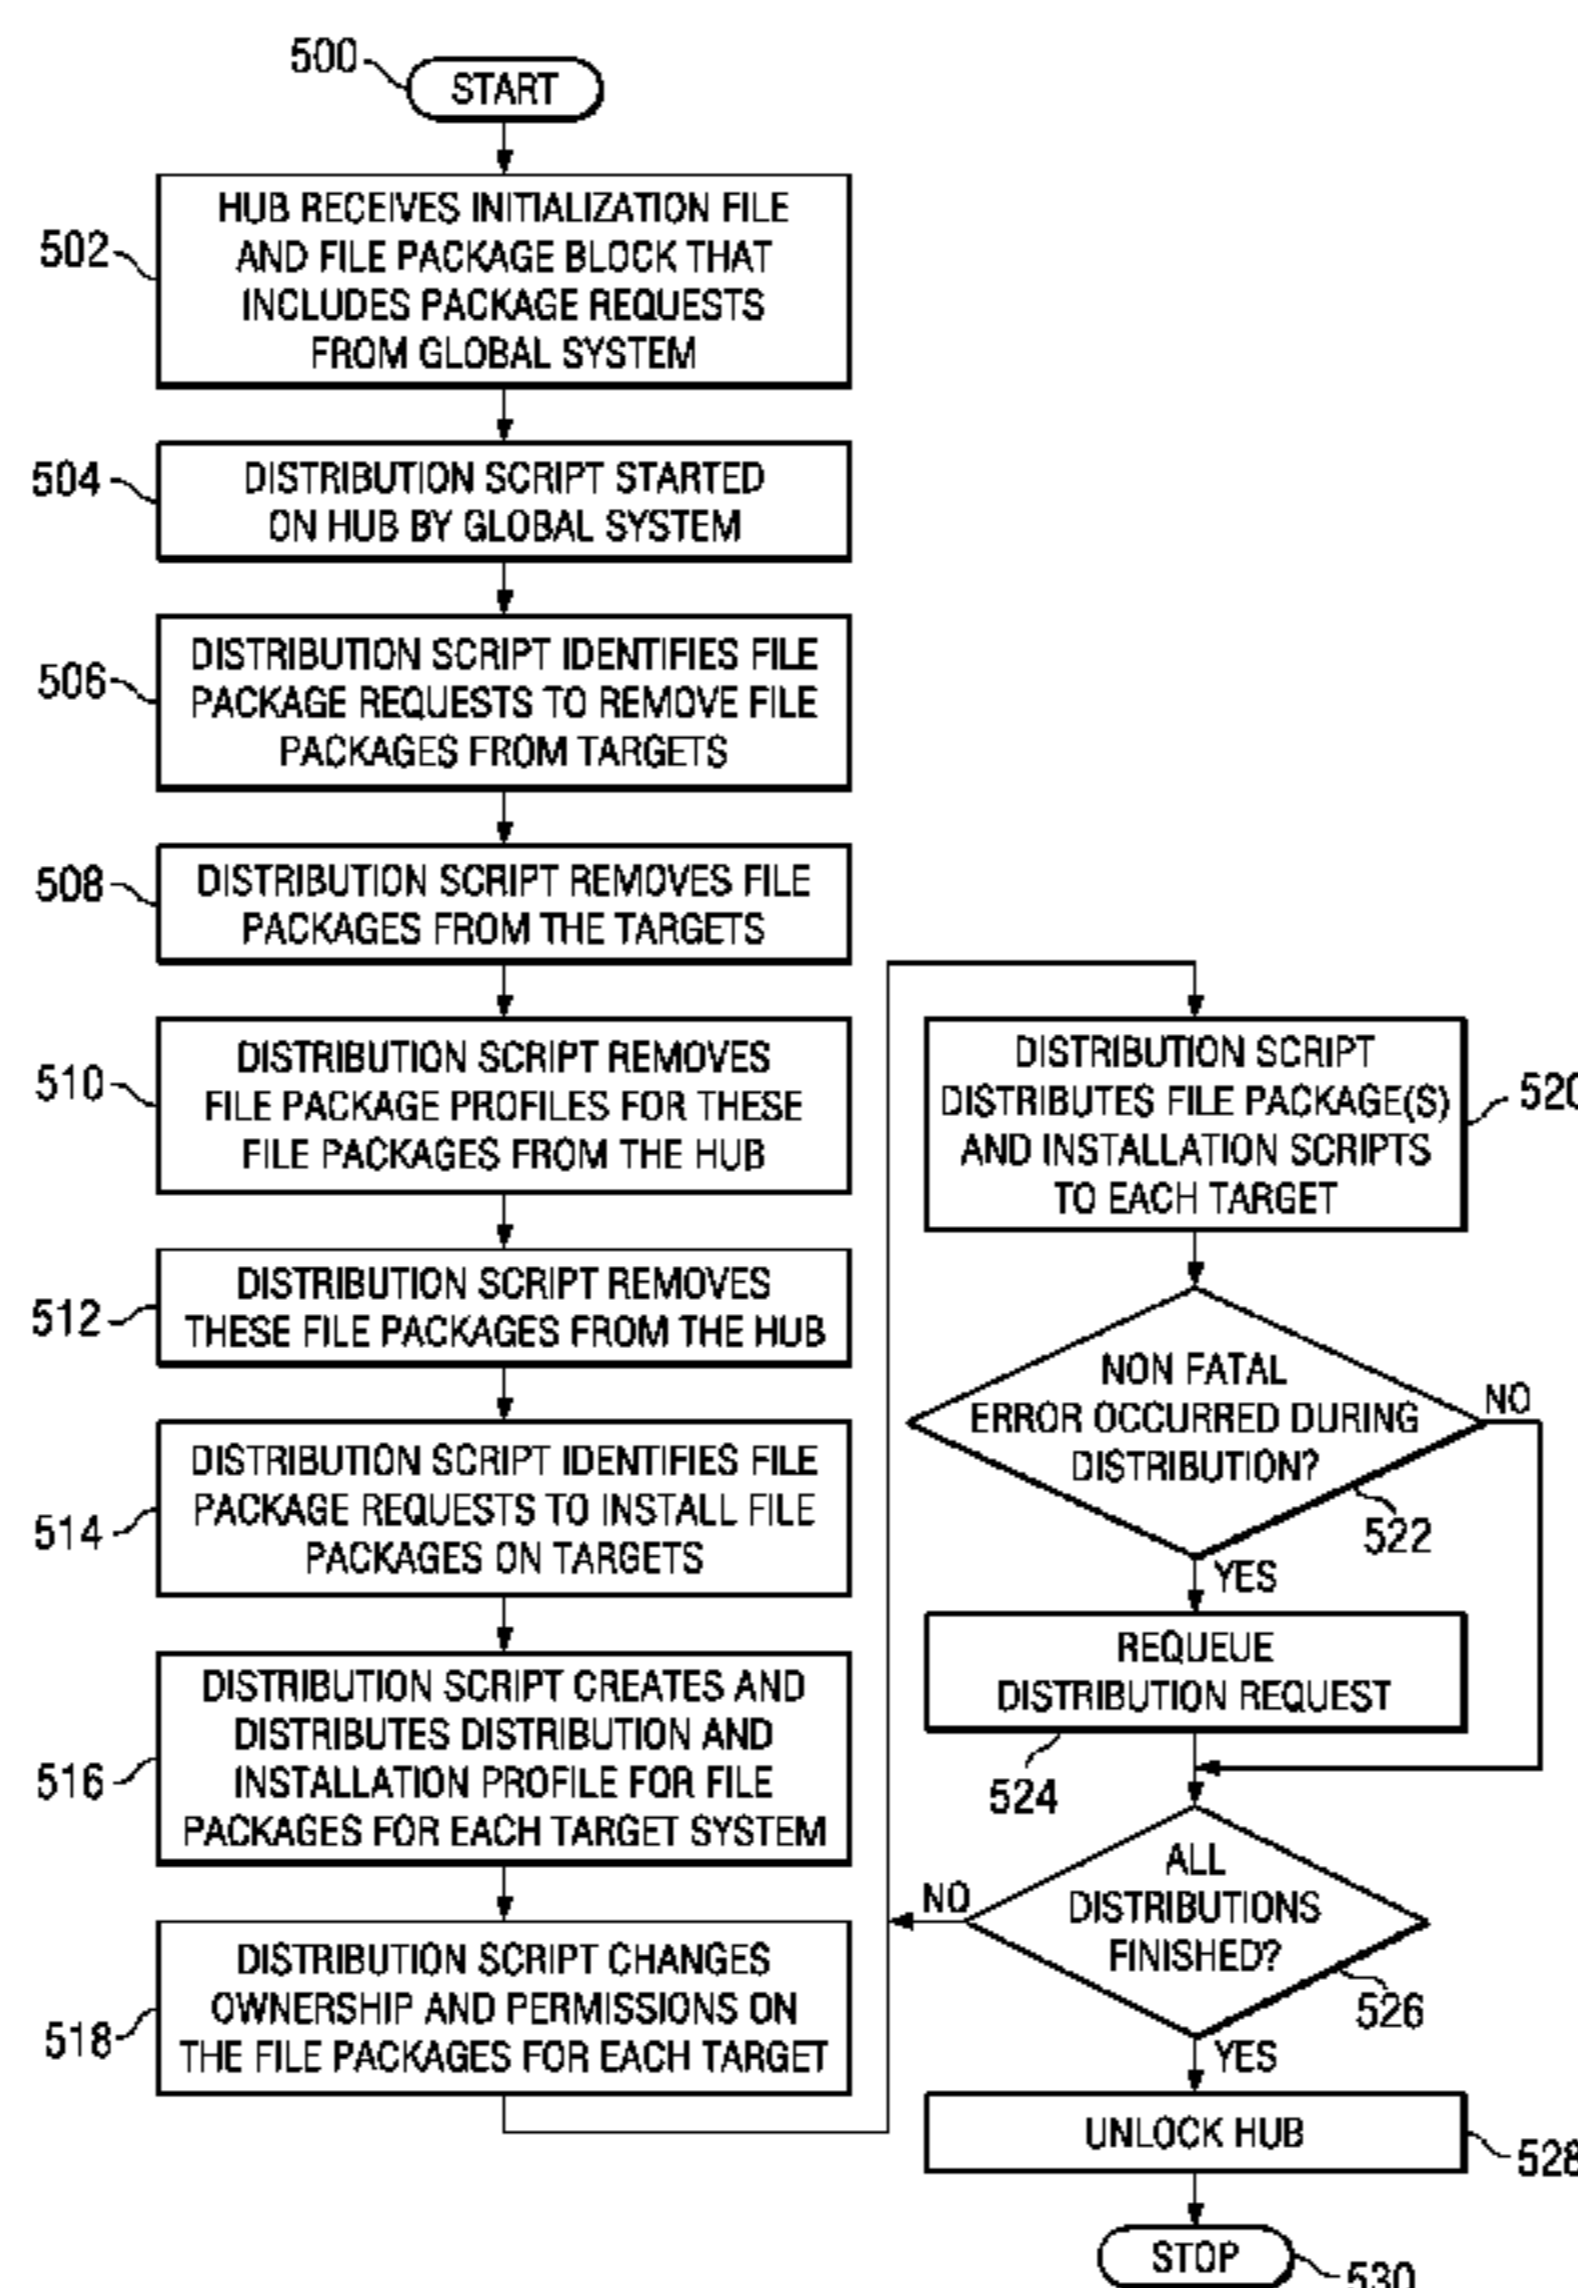 500
START
502
HUB RECEIVES INITIALIZATION FILE
AND FILE PACKAGE BLOCK THAT
INCLUDES PACKAGE REQUESTS
FROM GLOBAL SYSTEM
504
DISTRIBUTION SCRIPT STARTED
ON HUB BY GLOBAL SYSTEM
506
DISTRIBUTION SCRIPT IDENTIFIES FILE
PACKAGE REQUESTS TO REMOVE FILE
PACKAGES FROM TARGETS
508
DISTRIBUTION SCRIPT REMOVES FILE
PACKAGES FROM THE TARGETS
510
DISTRIBUTION SCRIPT REMOVES
FILE PACKAGE PROFILES FOR THESE
FILE PACKAGES FROM THE HUB
512
DISTRIBUTION SCRIPT REMOVES
THESE FILE PACKAGES FROM THE HUB
514
DISTRIBUTION SCRIPT IDENTIFIES FILE
PACKAGE REQUESTS TO INSTALL FILE
PACKAGES ON TARGETS
516
DISTRIBUTION SCRIPT CREATES AND
DISTRIBUTES DISTRIBUTION AND
INSTALLATION PROFILE FOR FILE
PACKAGES FOR EACH TARGET SYSTEM
518
DISTRIBUTION SCRIPT CHANGES
OWNERSHIP AND PERMISSIONS ON
THE FILE PACKAGES FOR EACH TARGET
DISTRIBUTION SCRIPT
DISTRIBUTES FILE PACKAGE(S)
AND INSTALLATION SCRIPTS
TO EACH TARGET
520
NON FATAL
ERROR OCCURRED DURING
DISTRIBUTION?
NO
522
YES
REQUEUE
DISTRIBUTION REQUEST
524
ALL
DISTRIBUTIONS
FINISHED?
NO
526
YES
UNLOCK HUB
528
STOP
530